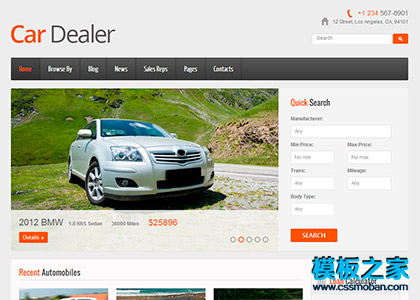 +1 234 567-8901
12 Street, Los Angeles, CA, 94101
Car Dealer
Search
Search
Home Browse By Blog News Sales Reps Pages Contacts
Quick Search
Manufacturer:
Any
Min Price: Max Price:
No min No max
Trans: Mileage:
Any Any
Body Type:
Any
SEARCH
2012 BMW 1.8 XRS Sedan 36000 Miles $25896
Details »
Recent Automobiles
Loan Calculator
模板之家
www.cssmoban.com